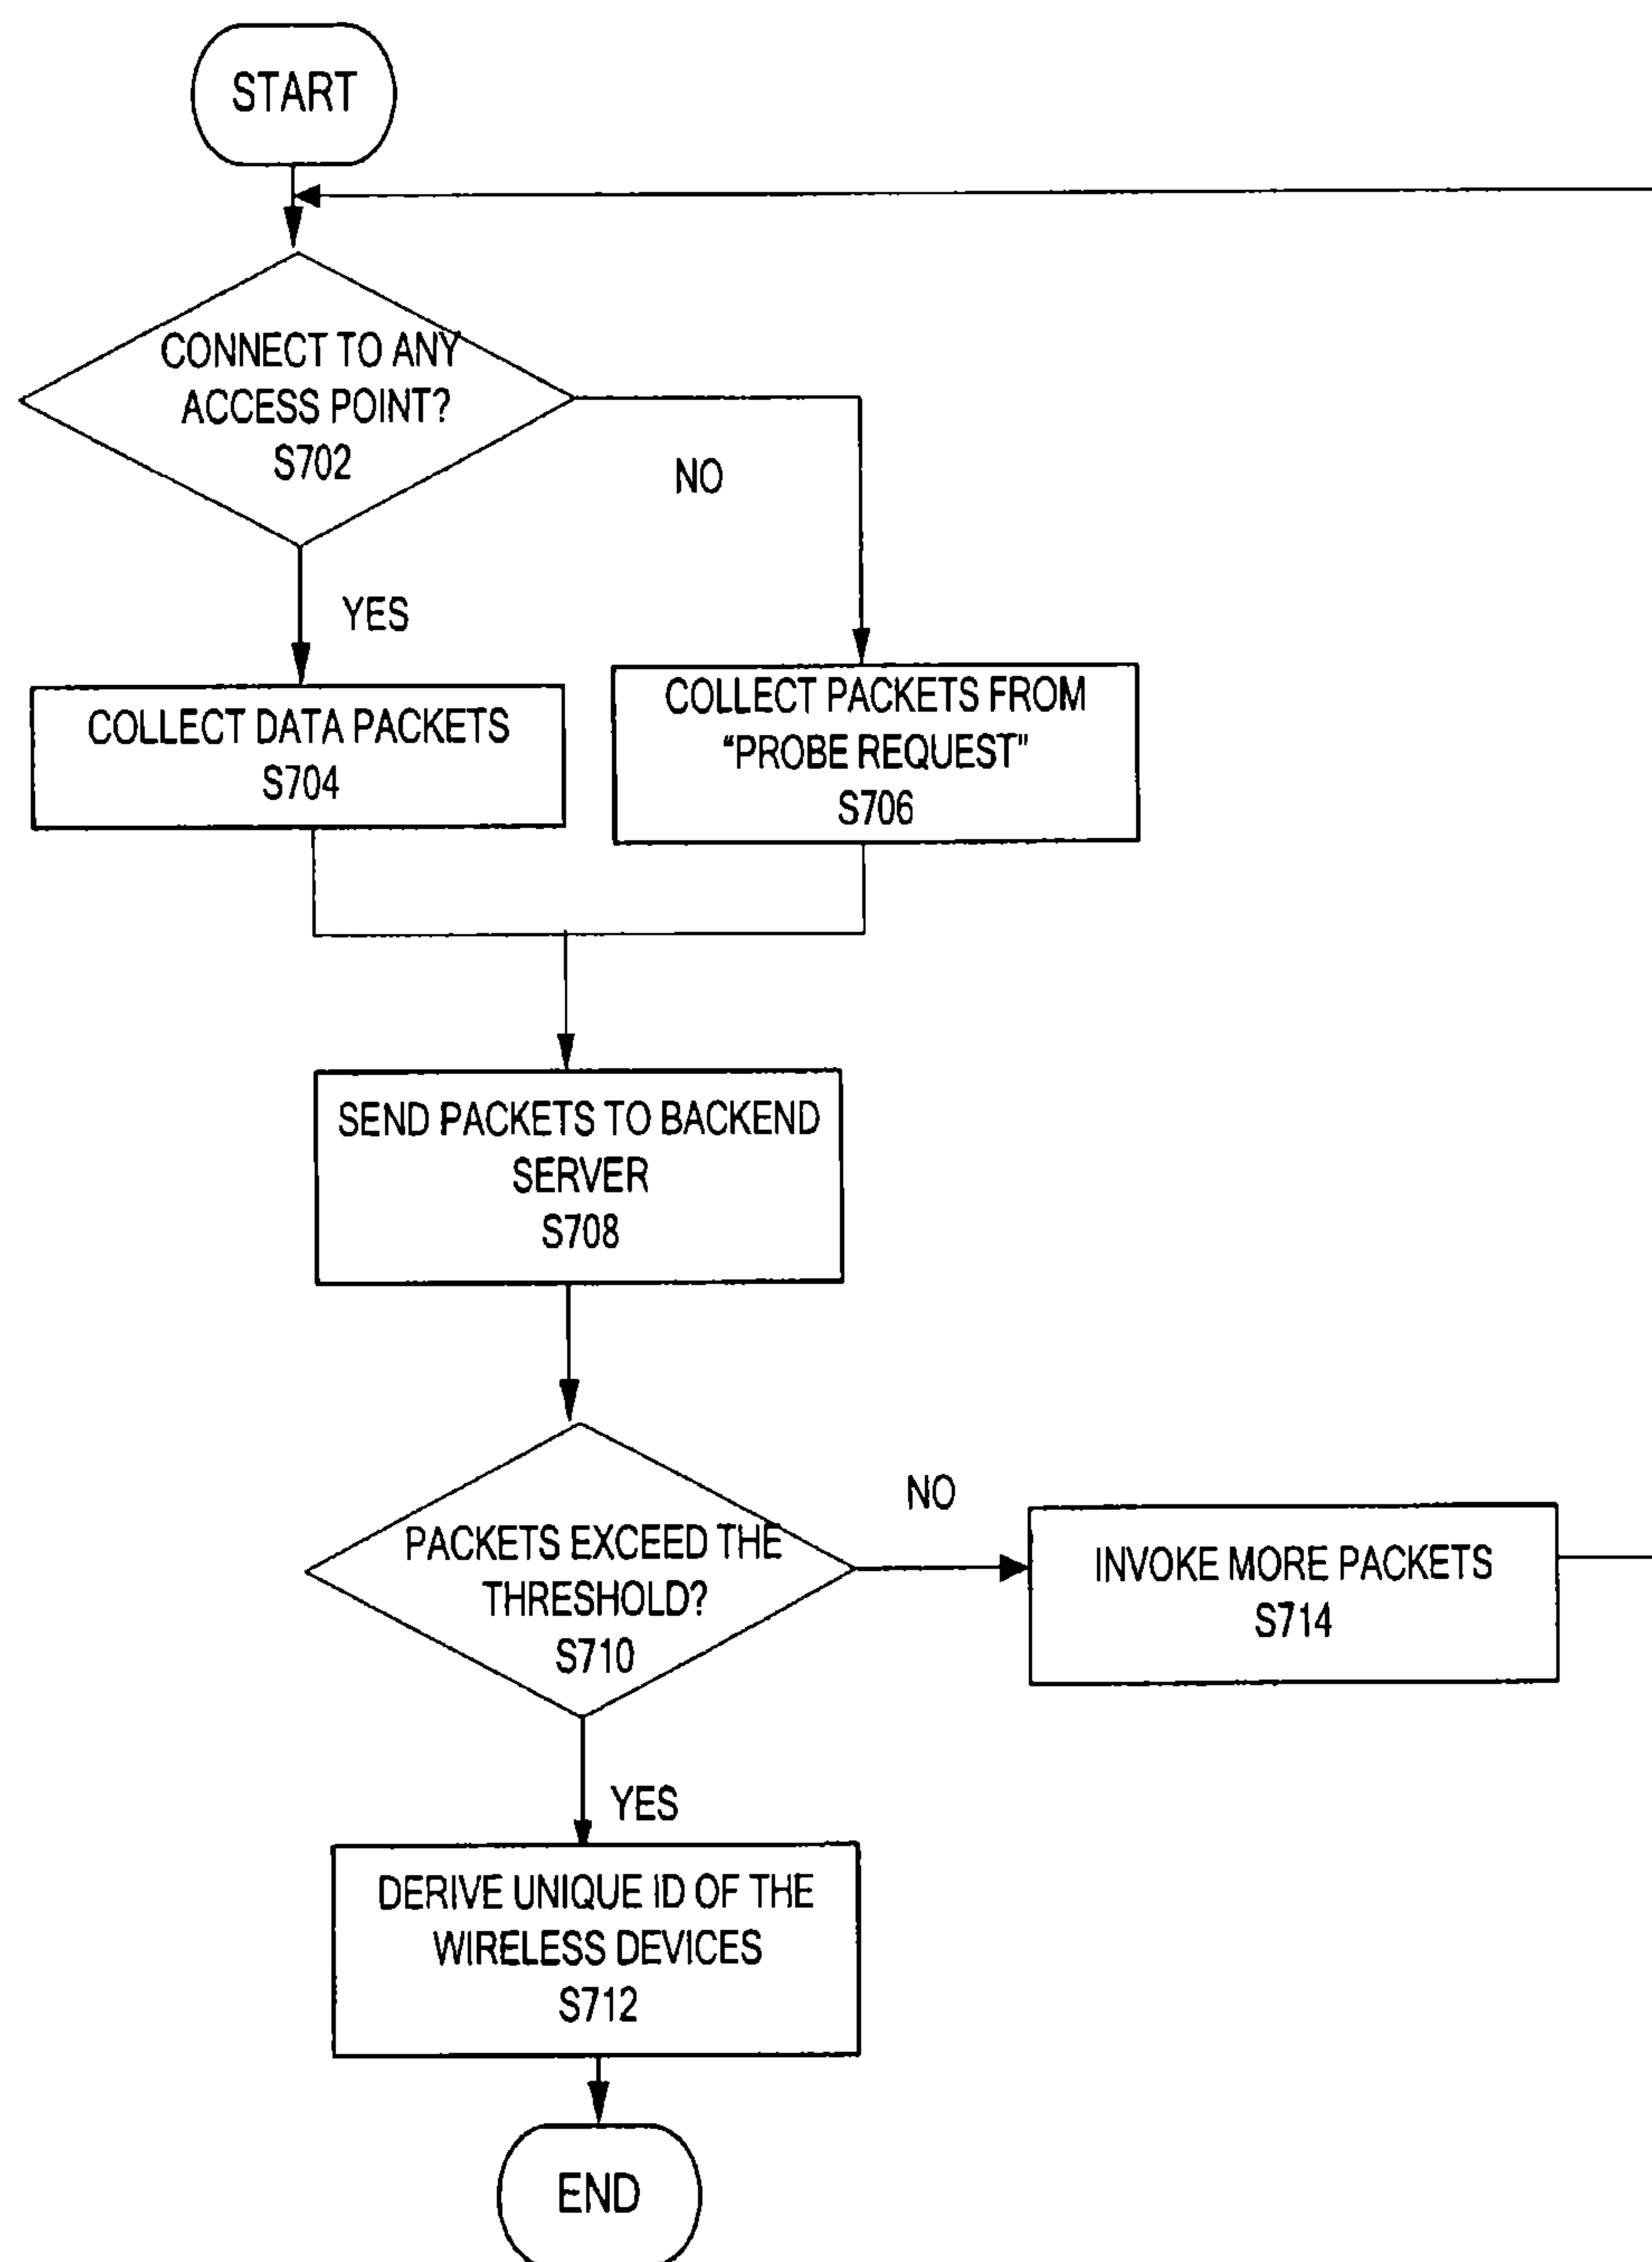 START
CONNECT TO ANY
ACCESS POINT?
S702
NO
YES
COLLECT DATA PACKETS
S704
COLLECT PACKETS FROM
“PROBE REQUEST”
S706
SEND PACKETS TO BACKEND
SERVER
S708
PACKETS EXCEED THE
THRESHOLD?
S710
NO
INVOKE MORE PACKETS
S714
YES
DERIVE UNIQUE ID OF THE
WIRELESS DEVICES
S712
END